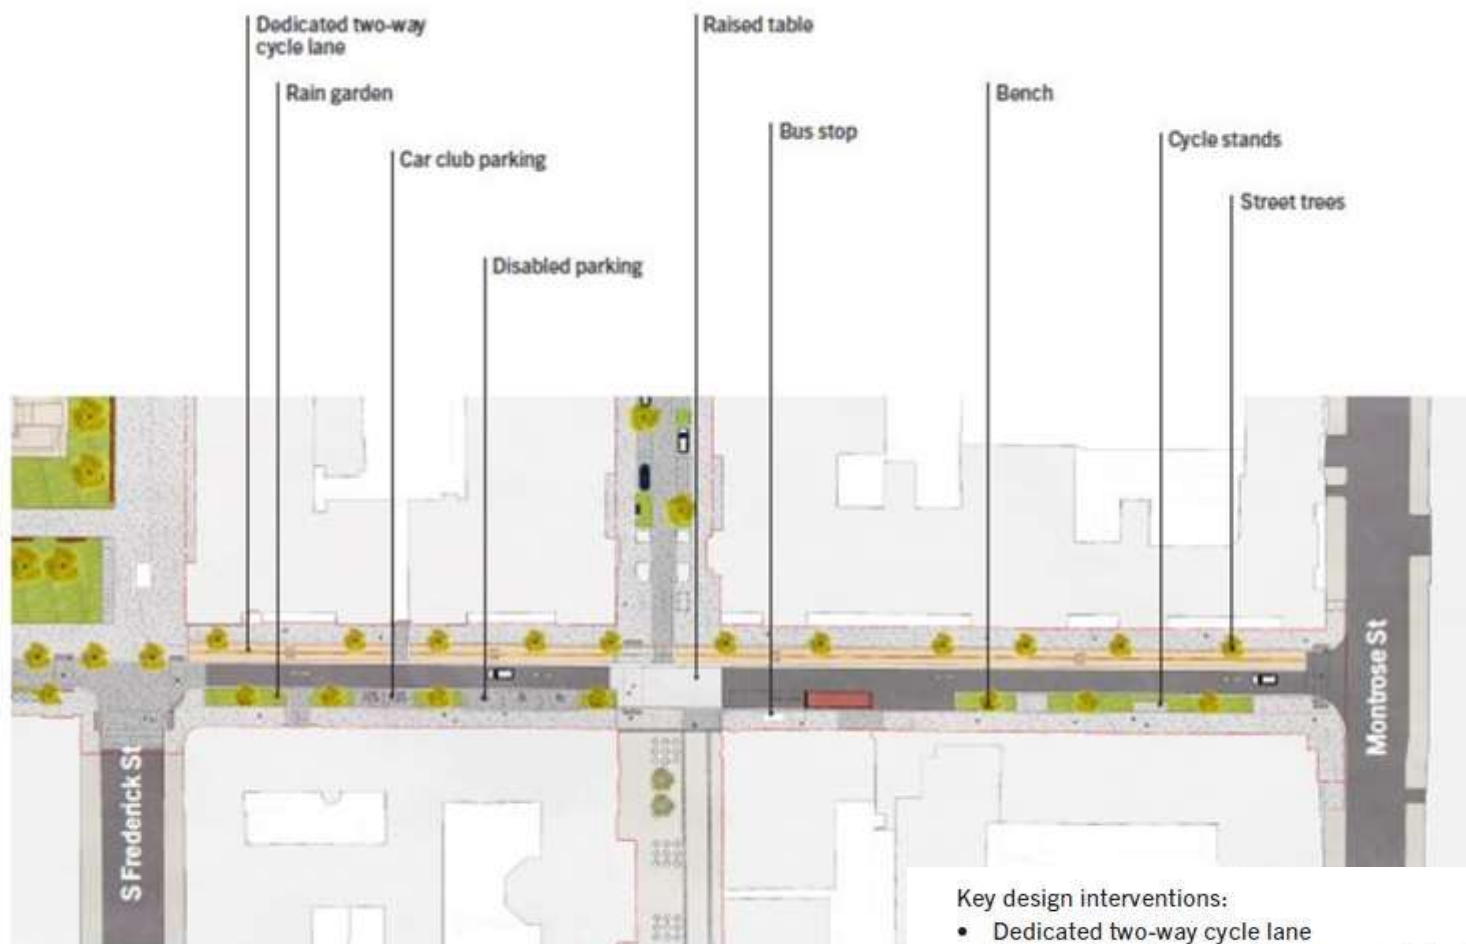 Dedicated two-way
cycle lane
Raised table
Rain garden
Bench
Bus stop
Cycle stands
Car club parking
Street trees
Disabled parking
Montrose St
S Frederick St
Key design interventions:
• Dedicated two-way cycle lane